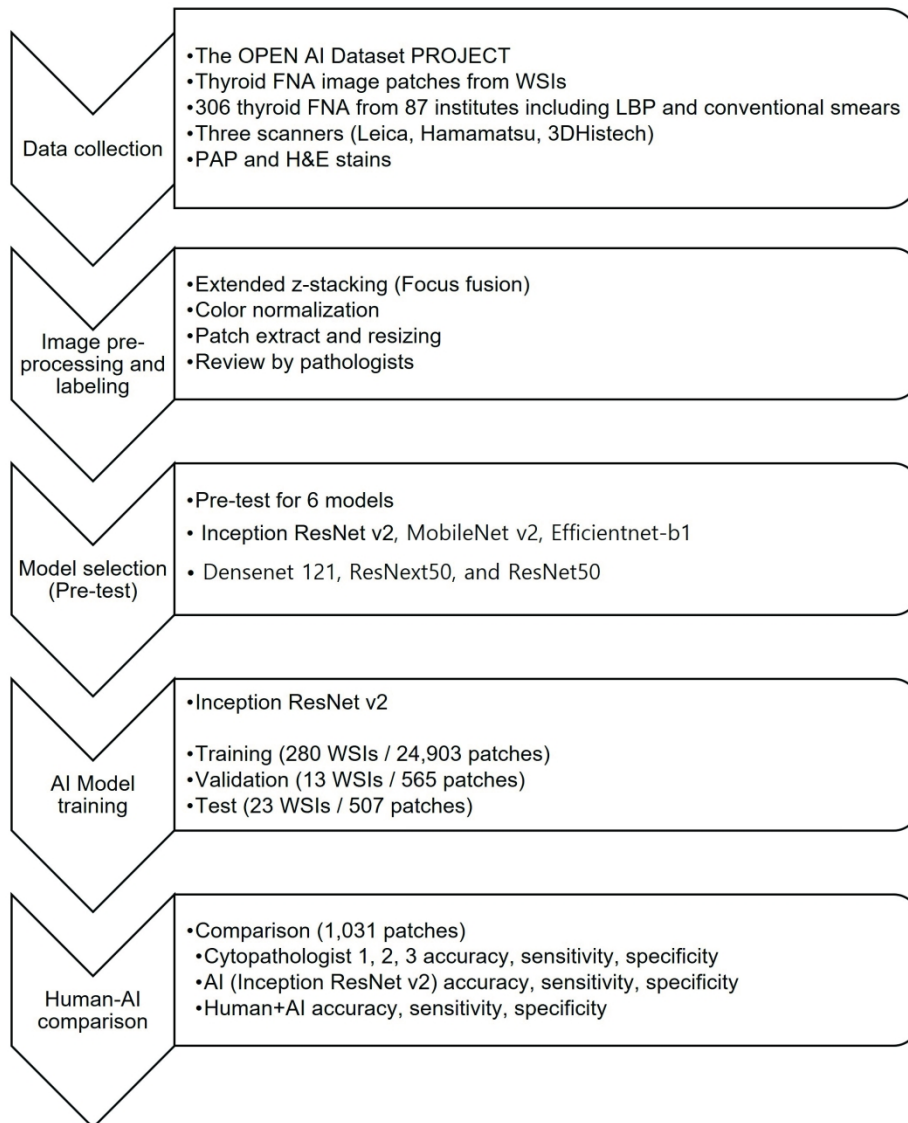 Data collection
•The OPEN AI Dataset PROJECT
•Thyroid FNA image patches from WSIs
•306 thyroid FNA from 87 institutes including LBP and conventional smears
•Three scanners (Leica, Hamamatsu, 3DHistech)
•PAP and H&E stains
Image pre-
processing and
labeling
•Extended z-stacking (Focus fusion)
•Color normalization
•Patch extract and resizing
•Review by pathologists
Model selection
(Pre-test)
•Pre-test for 6 models
• Inception ResNet v2, MobileNet v2, Efficientnet-b1
• Densenet 121, ResNext50, and ResNet50
AI Model
training
•Inception ResNet v2
•Training (280 WSIs / 24,903 patches)
•Validation (13 WSIs / 565 patches)
•Test (23 WSIs / 507 patches)
Human-AI
comparison
•Comparison (1,031 patches)
•Cytopathologist 1, 2, 3 accuracy, sensitivity, specificity
•AI (Inception ResNet v2) accuracy, sensitivity, specificity
•Human+AI accuracy, sensitivity, specificity